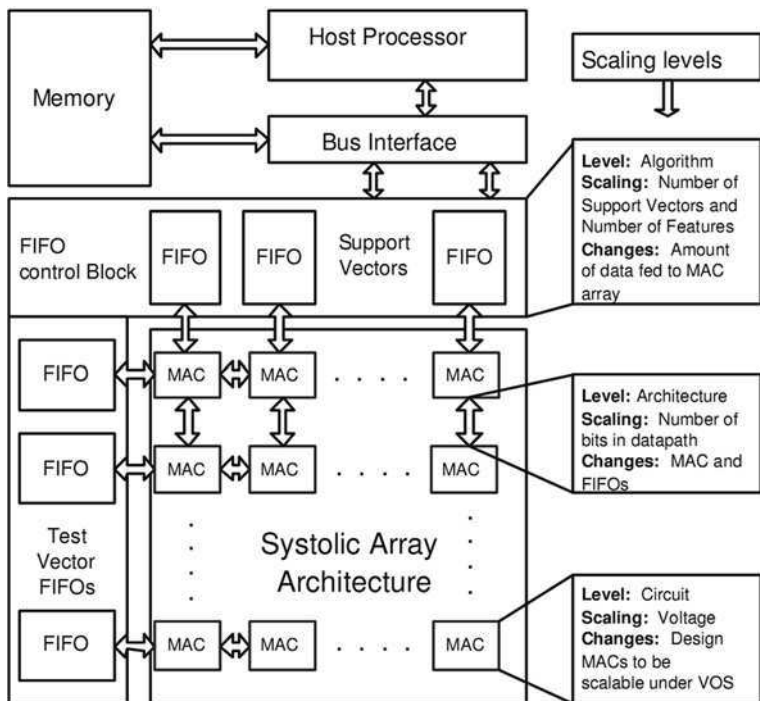 Host Processor
Memory
Bus Interface
Scaling levels
Level: Algorithm
Scaling: Number of
Support Vectors and
Number of Features
Changes: Amount
of data fed to MAC
array
FIFO
control Block
FIFO
FIFO
Support
Vectors
FIFO
FIFO
MAC
MAC
. . . .
MAC
Level: Architecture
Scaling: Number of
bits in datapath
Changes: MAC and
FIFOs
FIFO
MAC
MAC
. . . .
MAC
Test
Vector
FIFOs
Systolic Array
Architecture
FIFO
MAC
MAC
. . . .
MAC
Level: Circuit
Scaling: Voltage
Changes: Design
MACs to be
scalable under VOS